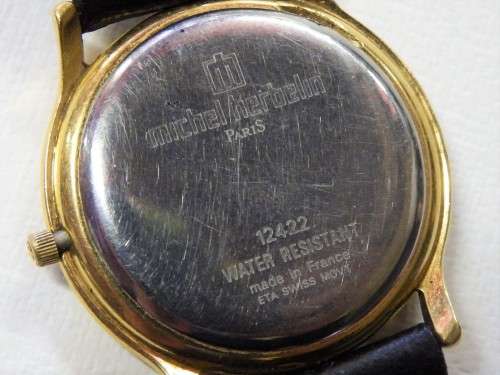 michel Herbelin
PARIS
12422
WATER RESISTANT
made in France
ETA SWISS MOVT